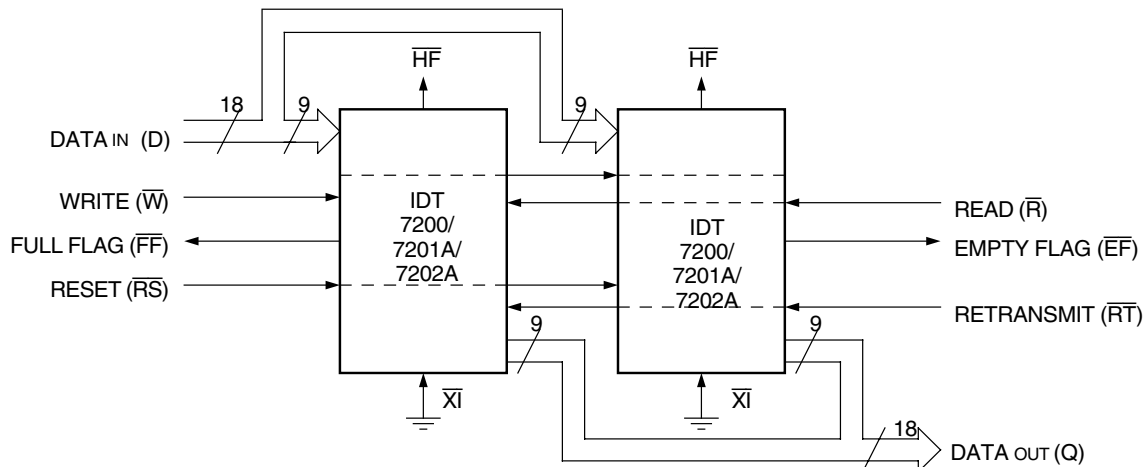 HF
HF
18
9
9
DATA IN (D)
WRITE (W)
FULL FLAG (FF)
RESET (RS)
IDT
7200/
7201A/
7202A
IDT
7200/
7201A/
7202A
READ (R)
EMPTY FLAG (EF)
RETRANSMIT (RT)
9
9
XI
XI
18
DATA OUT (Q)